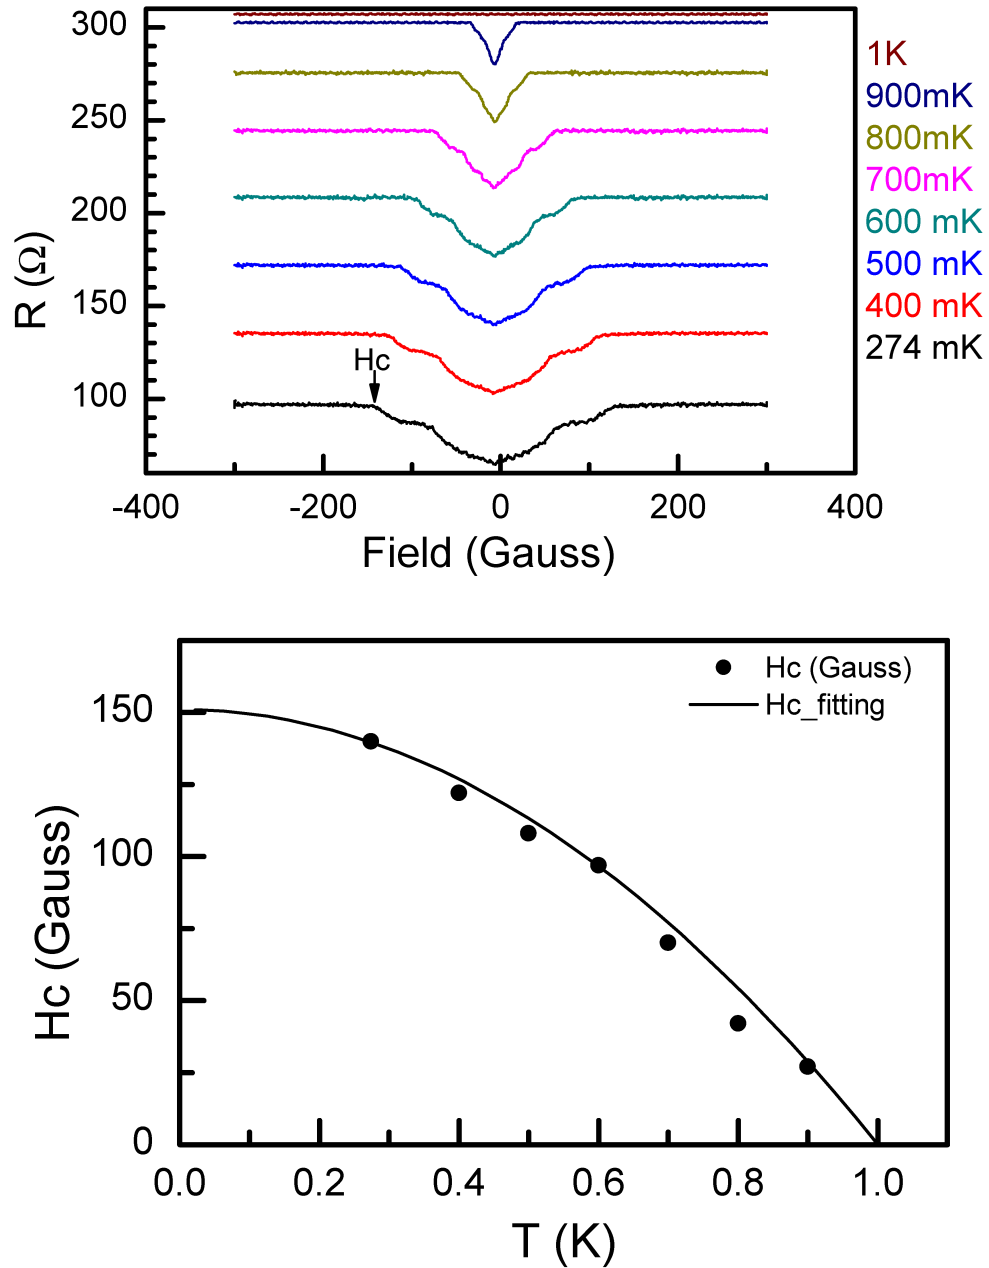 300
250
200
150
100
R (Ω)
Hc
-400 -200 0 200 400
Field (Gauss)
1K
900mK
800mK
700mK
600 mK
500 mK
400 mK
274 mK
150
100
50
0
Hc (Gauss)
Hc (Gauss)
Hc_fitting
0.0 0.2 0.4 0.6 0.8 1.0
T (K)